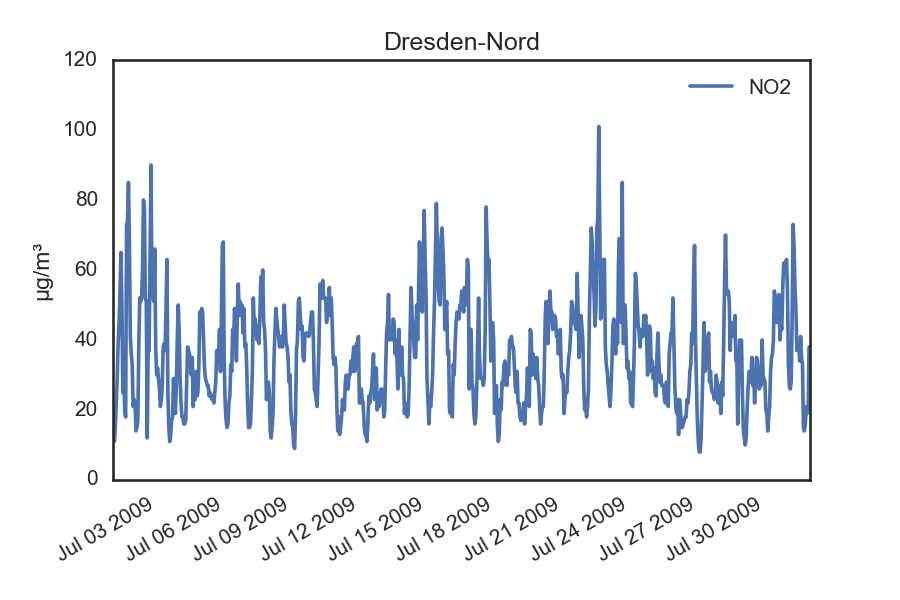 Dresden-Nord
NO2
µg/m³
120
100
80
60
40
20
0
Jul 03 2009
Jul 06 2009
Jul 09 2009
Jul 12 2009
Jul 15 2009
Jul 18 2009
Jul 21 2009
Jul 24 2009
Jul 27 2009
Jul 30 2009